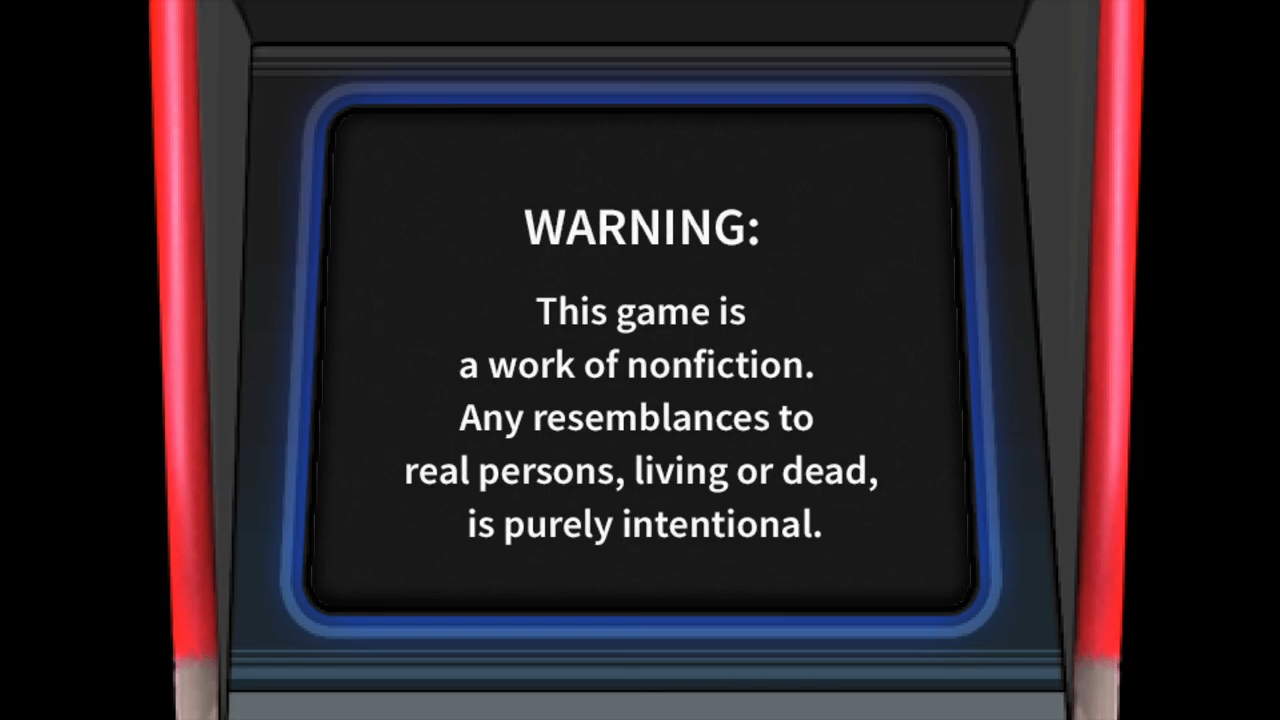 WARNING:
This game is
a work of nonfiction.
Any resemblances to
real persons, living or dead,
is purely intentional.